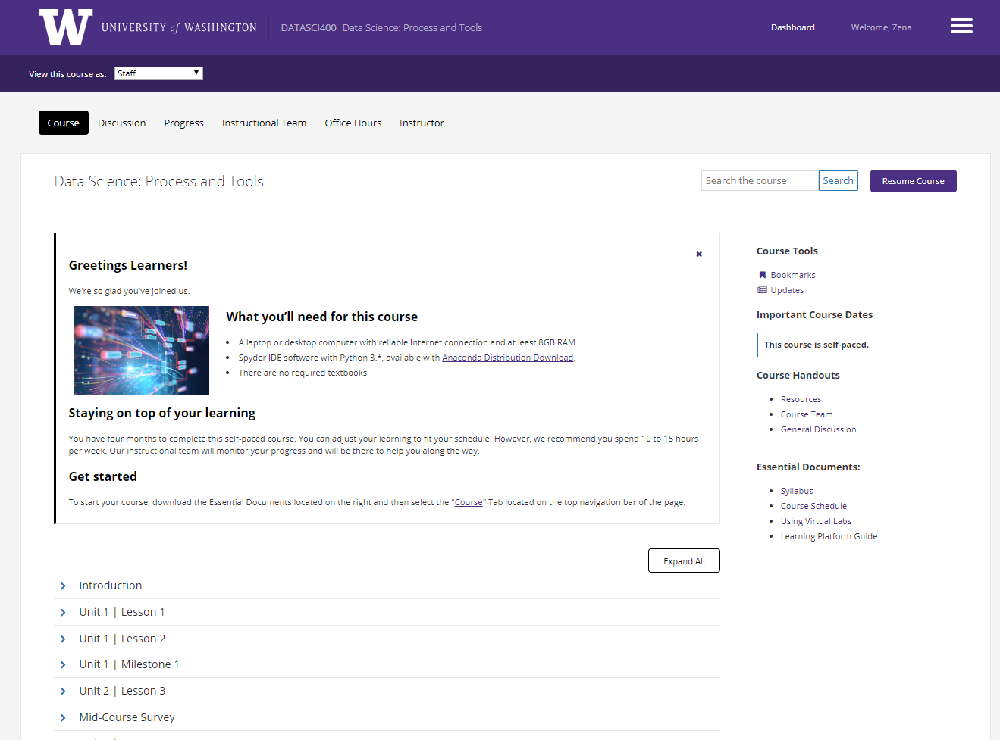 W UNIVERSITY of WASHINGTON DATASCI400 Data Science: Process and Tools Dashboard Welcome, Zena.
View this course as: Staff
Course Discussion Progress Instructional Team Office Hours Instructor
Data Science: Process and Tools Search the course Search Resume Course
Greetings Learners!
We're so glad you've joined us.
What you’ll need for this course
A laptop or desktop computer with reliable Internet connection and at least 8GB RAM
Spyder IDE software with Python 3.*, available with Anaconda Distribution Download.
There are no required textbooks
Staying on top of your learning
You have four months to complete this self-paced course. You can adjust your learning to fit your schedule. However, we recommend you spend 10 to 15 hours
per week. Our instructional team will monitor your progress and will be there to help you along the way.
Get started
To start your course, download the Essential Documents located on the right and then select the "Course" Tab located on the top navigation bar of the page.
Expand All
Introduction
Unit 1 | Lesson 1
Unit 1 | Lesson 2
Unit 1 | Milestone 1
Unit 2 | Lesson 3
Mid-Course Survey
Course Tools
Bookmarks
Updates
Important Course Dates
This course is self-paced.
Course Handouts
Resources
Course Team
General Discussion
Essential Documents:
Syllabus
Course Schedule
Using Virtual Labs
Learning Platform Guide